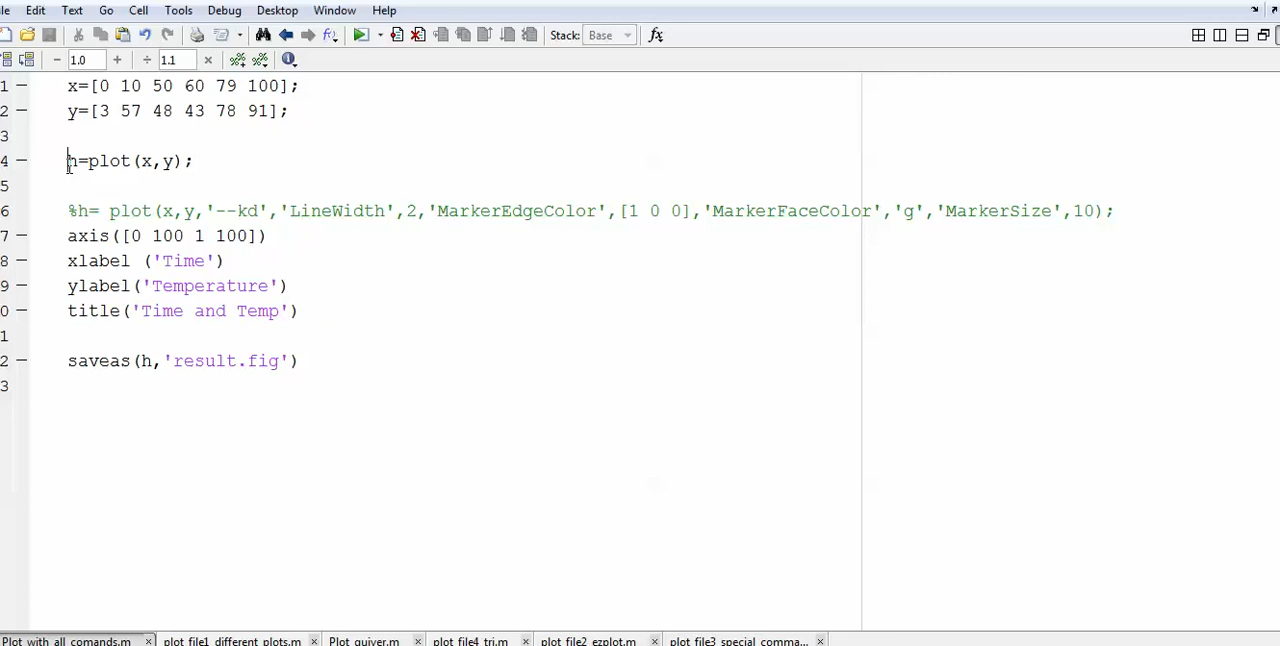 le Edit Text Go Cell Tools Debug Desktop Window Help
Stack: Base fx
− 1.0 + ÷ 1.1 ×
1 – x=[0 10 50 60 79 100];
2 – y=[3 57 48 43 78 91];
3
4 – h=plot(x,y);
5
6 %h= plot(x,y,'--kd','LineWidth',2,'MarkerEdgeColor',[1 0 0],'MarkerFaceColor','g','MarkerSize',10);
7 – axis([0 100 1 100])
8 – xlabel ('Time')
9 – ylabel('Temperature')
0 – title('Time and Temp')
1
2 – saveas(h,'result.fig')
3
Plot with all comands.m × plot file1 different plots.m × Plot quiver.m × plot file4 tri.m × plot file2 ezplot.m × plot file3 special comma... ×